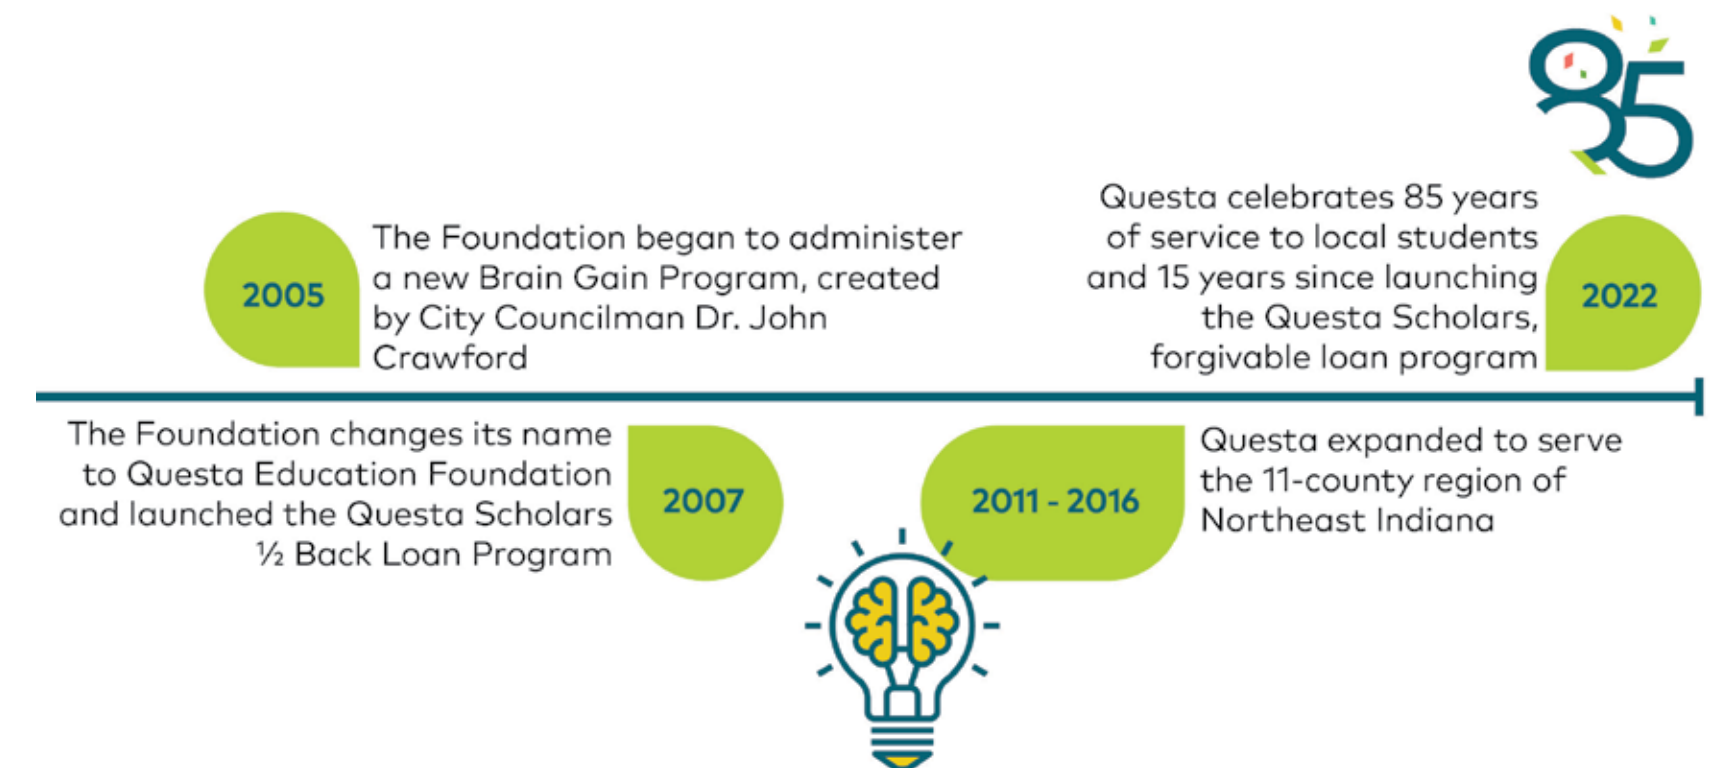 85
2005
The Foundation began to administer
a new Brain Gain Program, created
by City Councilman Dr. John
Crawford
Questa celebrates 85 years
of service to local students
and 15 years since launching
the Questa Scholars,
forgivable loan program
2022
The Foundation changes its name
to Questa Education Foundation
and launched the Questa Scholars
½ Back Loan Program
2007
2011 - 2016
Questa expanded to serve
the 11-county region of
Northeast Indiana